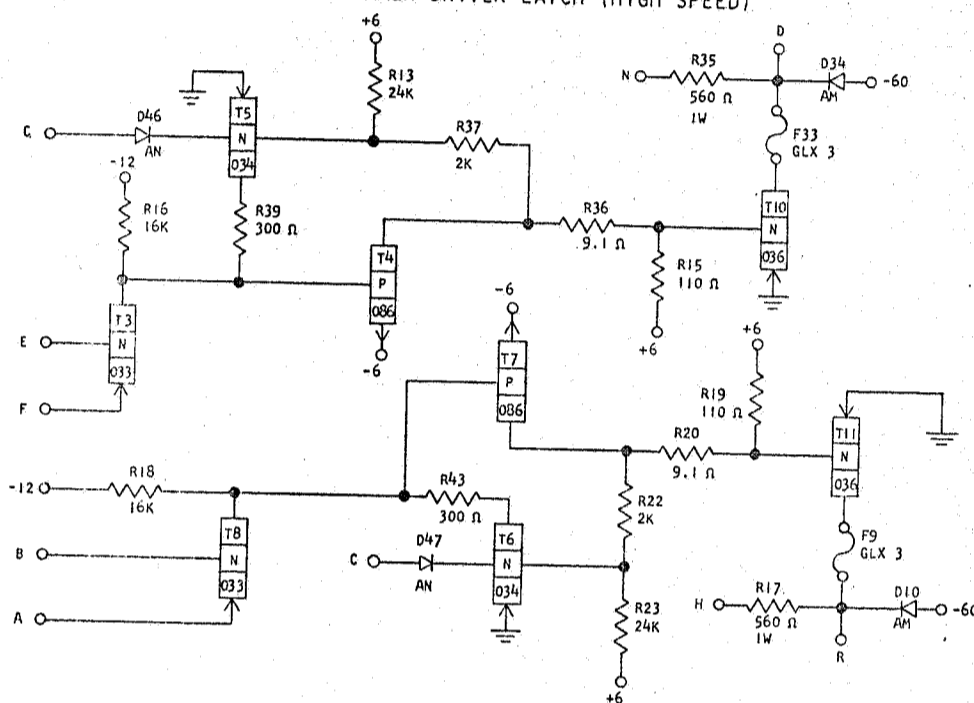 LATCH (HIGH SPEED)
+6
D
R13
24K
R35
N
560 Ω
1W
D34
AM
-60
T5
N
034
C
D46
AN
R37
2K
F33
GLX 3
-12
R16
16K
R39
300 Ω
T4
P
086
-6
R36
9.1 Ω
R15
110 Ω
+6
T10
N
036
T3
N
033
E
F
-6
T7
P
086
+6
R19
110 Ω
T11
N
036
R20
9.1 Ω
-12
R18
16K
R43
300 Ω
R22
2K
T8
N
033
B
A
C
D47
AN
T6
N
034
F9
GLX 3
R23
24K
+6
H
R17
560 Ω
1W
D10
AM
-60
R